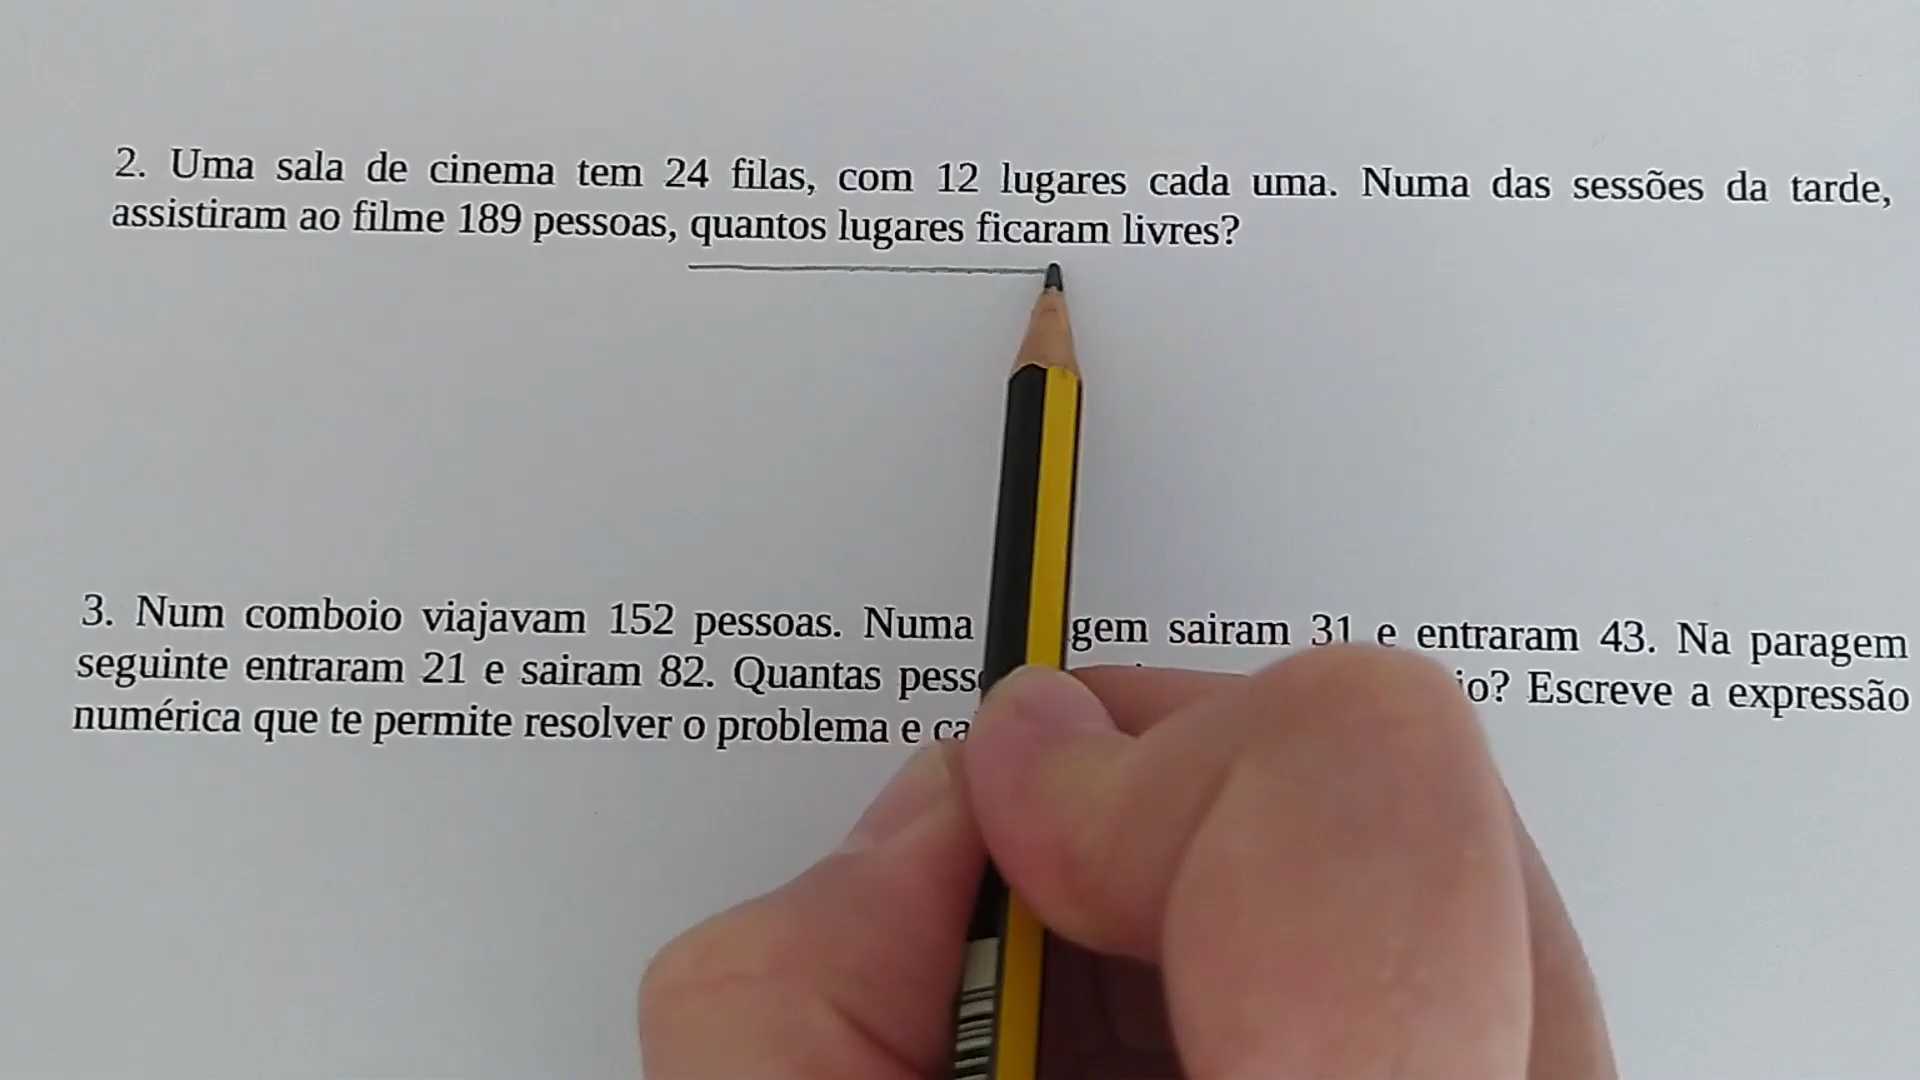 2. Uma sala de cinema tem 24 filas, com 12 lugares cada uma. Numa das sessões da tarde,
assistiram ao filme 189 pessoas, quantos lugares ficaram livres?
3. Num comboio viajavam 152 pessoas. Numa gem sairam 31 e entraram 43. Na paragem
seguinte entraram 21 e sairam 82. Quantas io? Escreve a expressão
numérica que te permite resolver o problema e